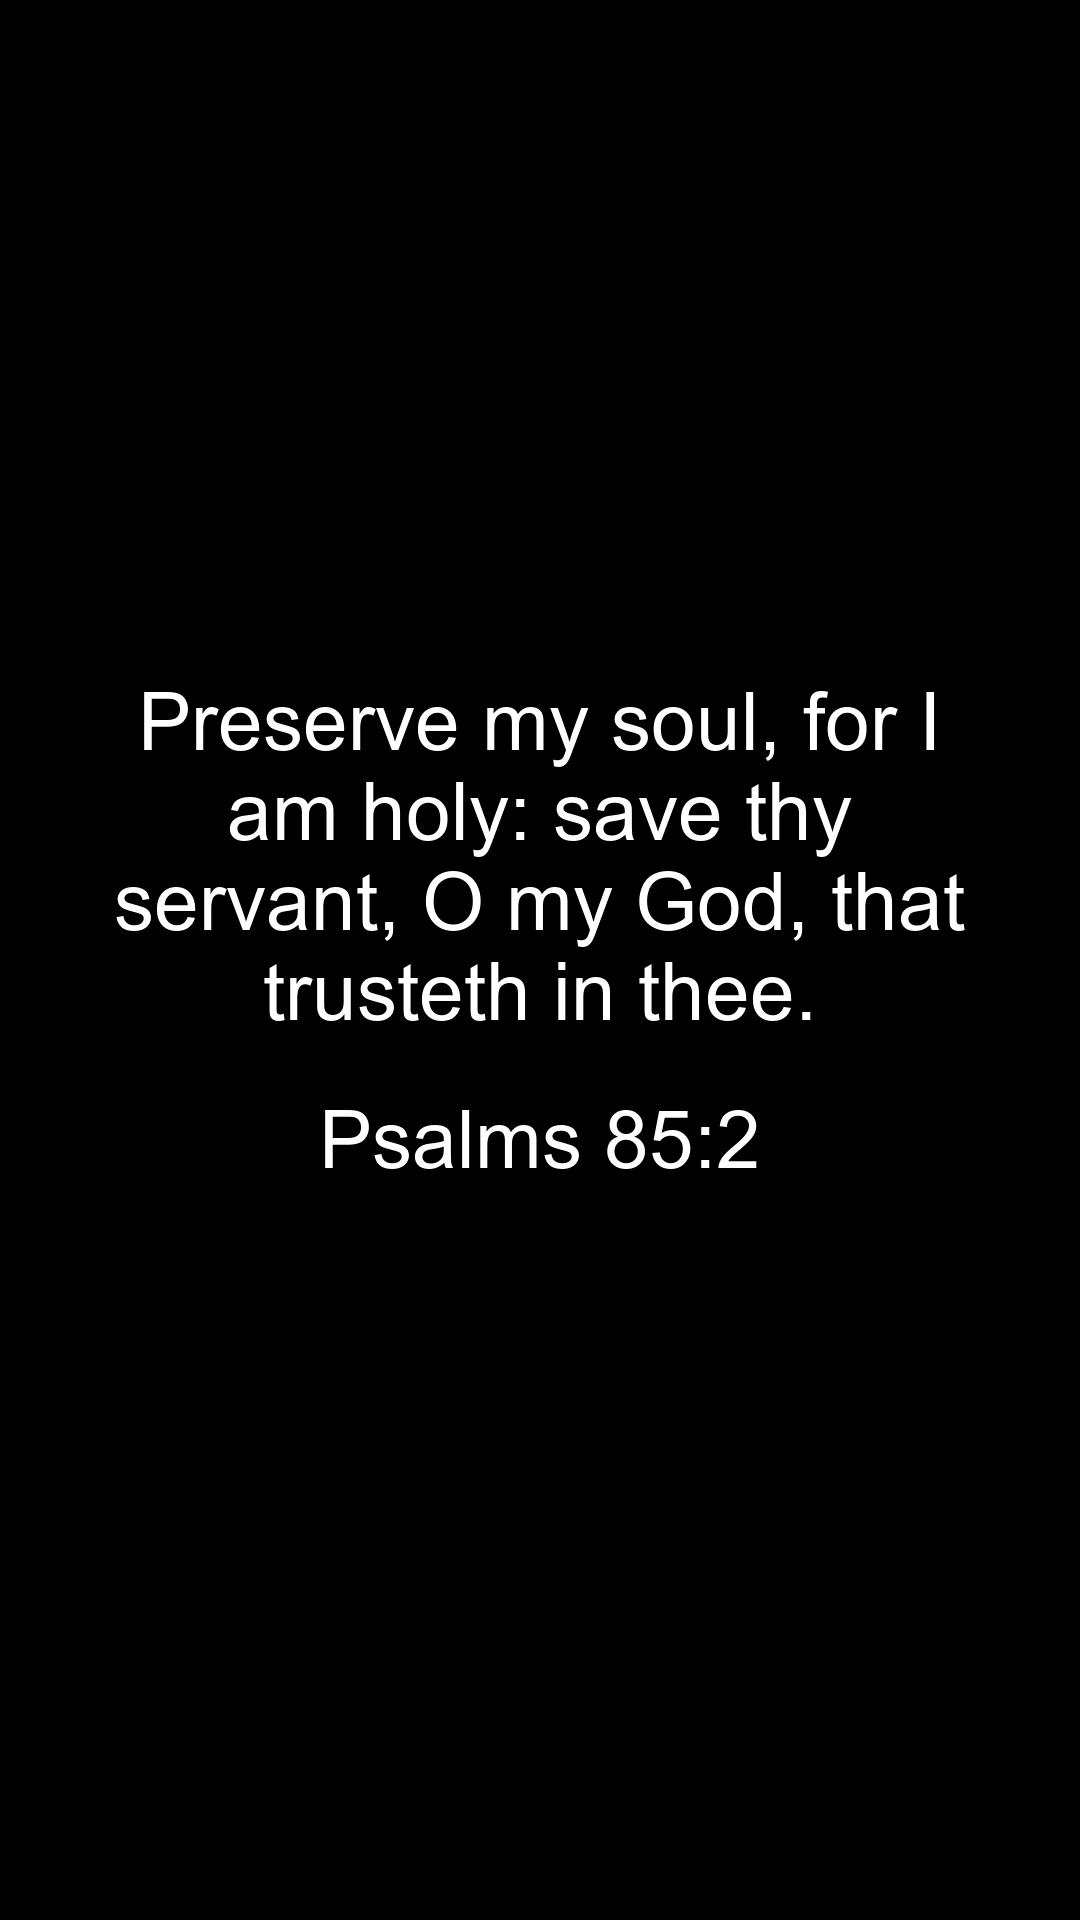 Preserve my soul, for I
am holy: save thy
servant, O my God, that
trusteth in thee.
Psalms 85:2